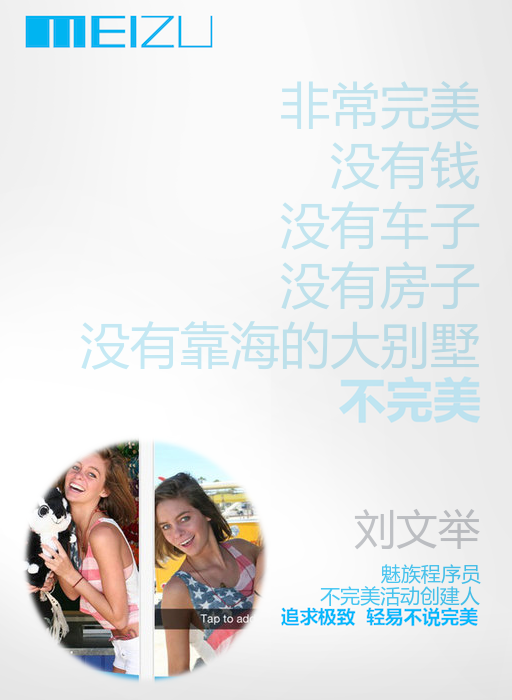 MEIZU
非常完美
没有钱
没有车子
没有房子
没有靠海的大别墅
不完美
刘文举
魅族程序员
不完美活动创建人
追求极致 轻易不说完美
Tap to add